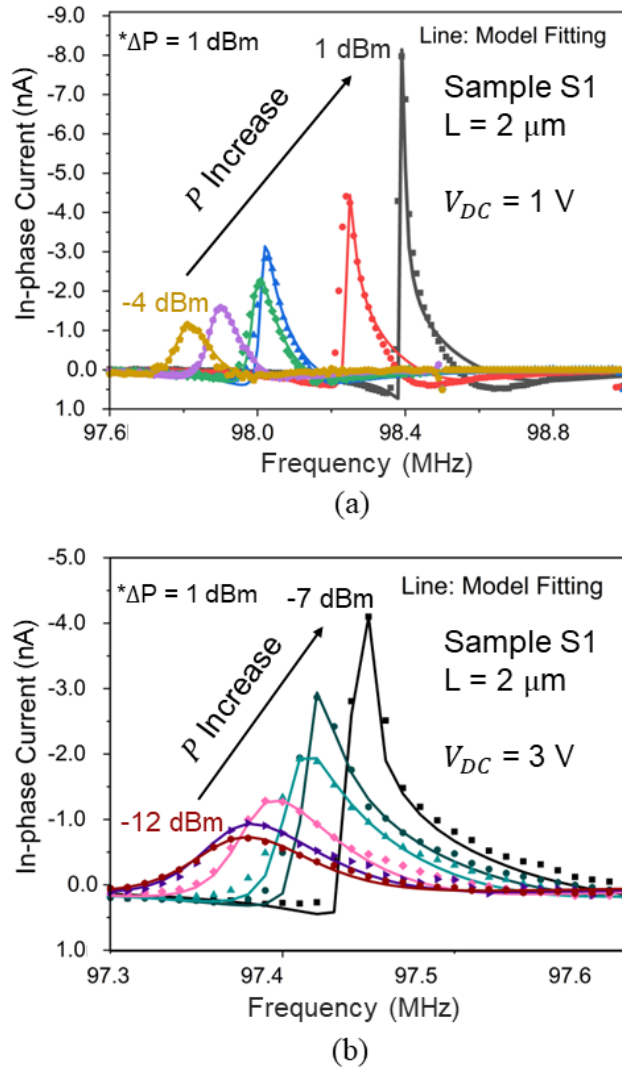 -9.0
*ΔP = 1 dBm
1 dBm
Line: Model Fitting
-8.0
Sample S1
-7.0
L = 2 μm
-6.0
P Increase
V_DC = 1 V
-5.0
-4.0
-3.0
-2.0
-4 dBm
-1.0
0.0
1.0
In-phase Current (nA)
97.6 98.0 98.4 98.8
Frequency (MHz)
(a)
-5.0
*ΔP = 1 dBm
-7 dBm
Line: Model Fitting
-4.0
Sample S1
L = 2 μm
P Increase
-3.0
V_DC = 3 V
-2.0
-1.0
-12 dBm
0.0
1.0
In-phase Current (nA)
97.3 97.4 97.5 97.6
Frequency (MHz)
(b)